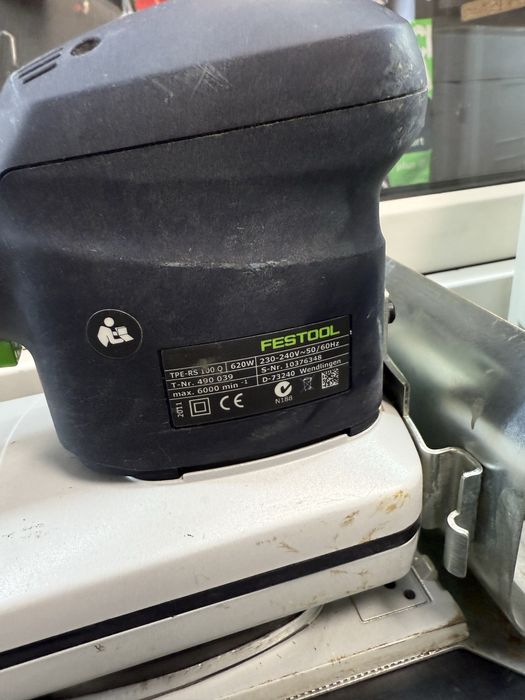 FESTOOL
TPE-RS 100 Q 620W 230-240V~50/60Hz
T-Nr. 490 039 S-Nr. 10376348
max. 6000 min -1 D-73240 Wendlingen
2011 CE N188